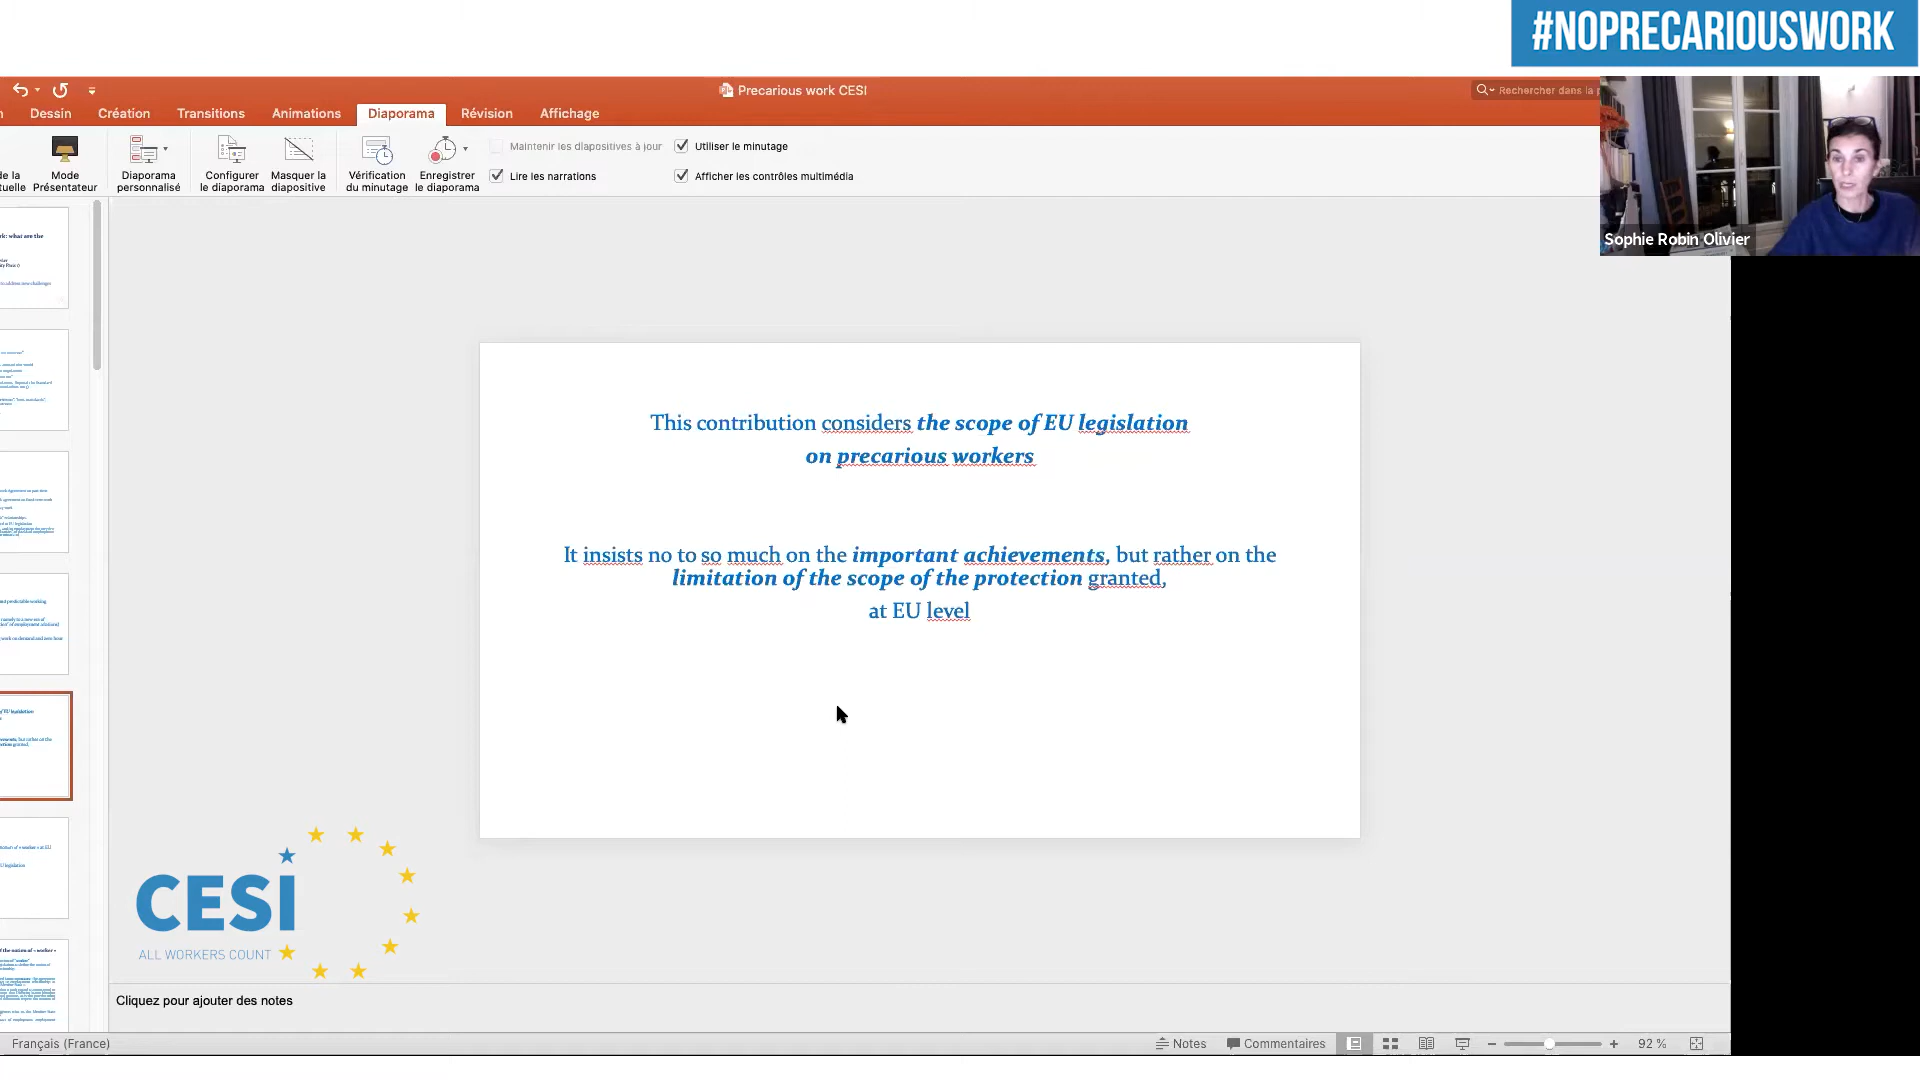 #NOPRECARIOUSWORK
Precarious work CESI
Rechercher dans la
Dessin
Création
Transitions
Animations
Diaporama
Révision
Affichage
Mode
Présentateur
Diaporama
personnalisé
Configurer
le diaporama
Masquer la
diapositive
Vérification
du minutage
Enregistrer
le diaporama
Maintenir les diapositives à jour
Lire les narrations
Utiliser le minutage
Afficher les contrôles multimédia
Sophie Robin Olivier
This contribution considers the scope of EU legislation
on precarious workers
It insists no to so much on the important achievements, but rather on the
limitation of the scope of the protection granted,
at EU level
CESI
ALL WORKERS COUNT
Cliquez pour ajouter des notes
Français (France)
Notes
Commentaires
92 %